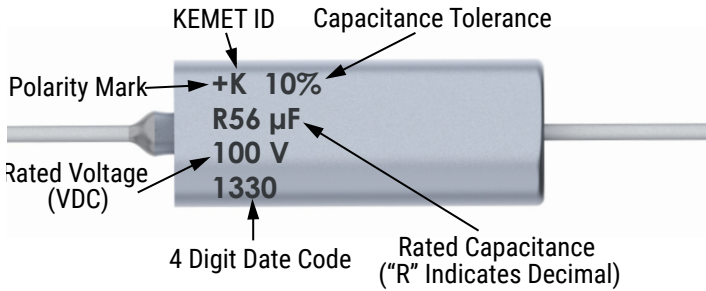 KEMET ID
Capacitance Tolerance
Polarity Mark
+K 10%
R56 µF
100 V
1330
Rated Voltage
(VDC)
4 Digit Date Code
Rated Capacitance
(“R” Indicates Decimal)